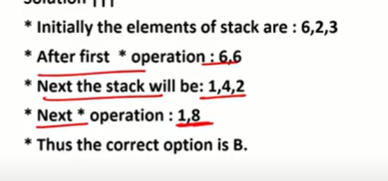 * Initially the elements of stack are : 6,2,3
* After first * operation : 6,6
* Next the stack will be: 1,4,2
* Next * operation : 1,8
* Thus the correct option is B.